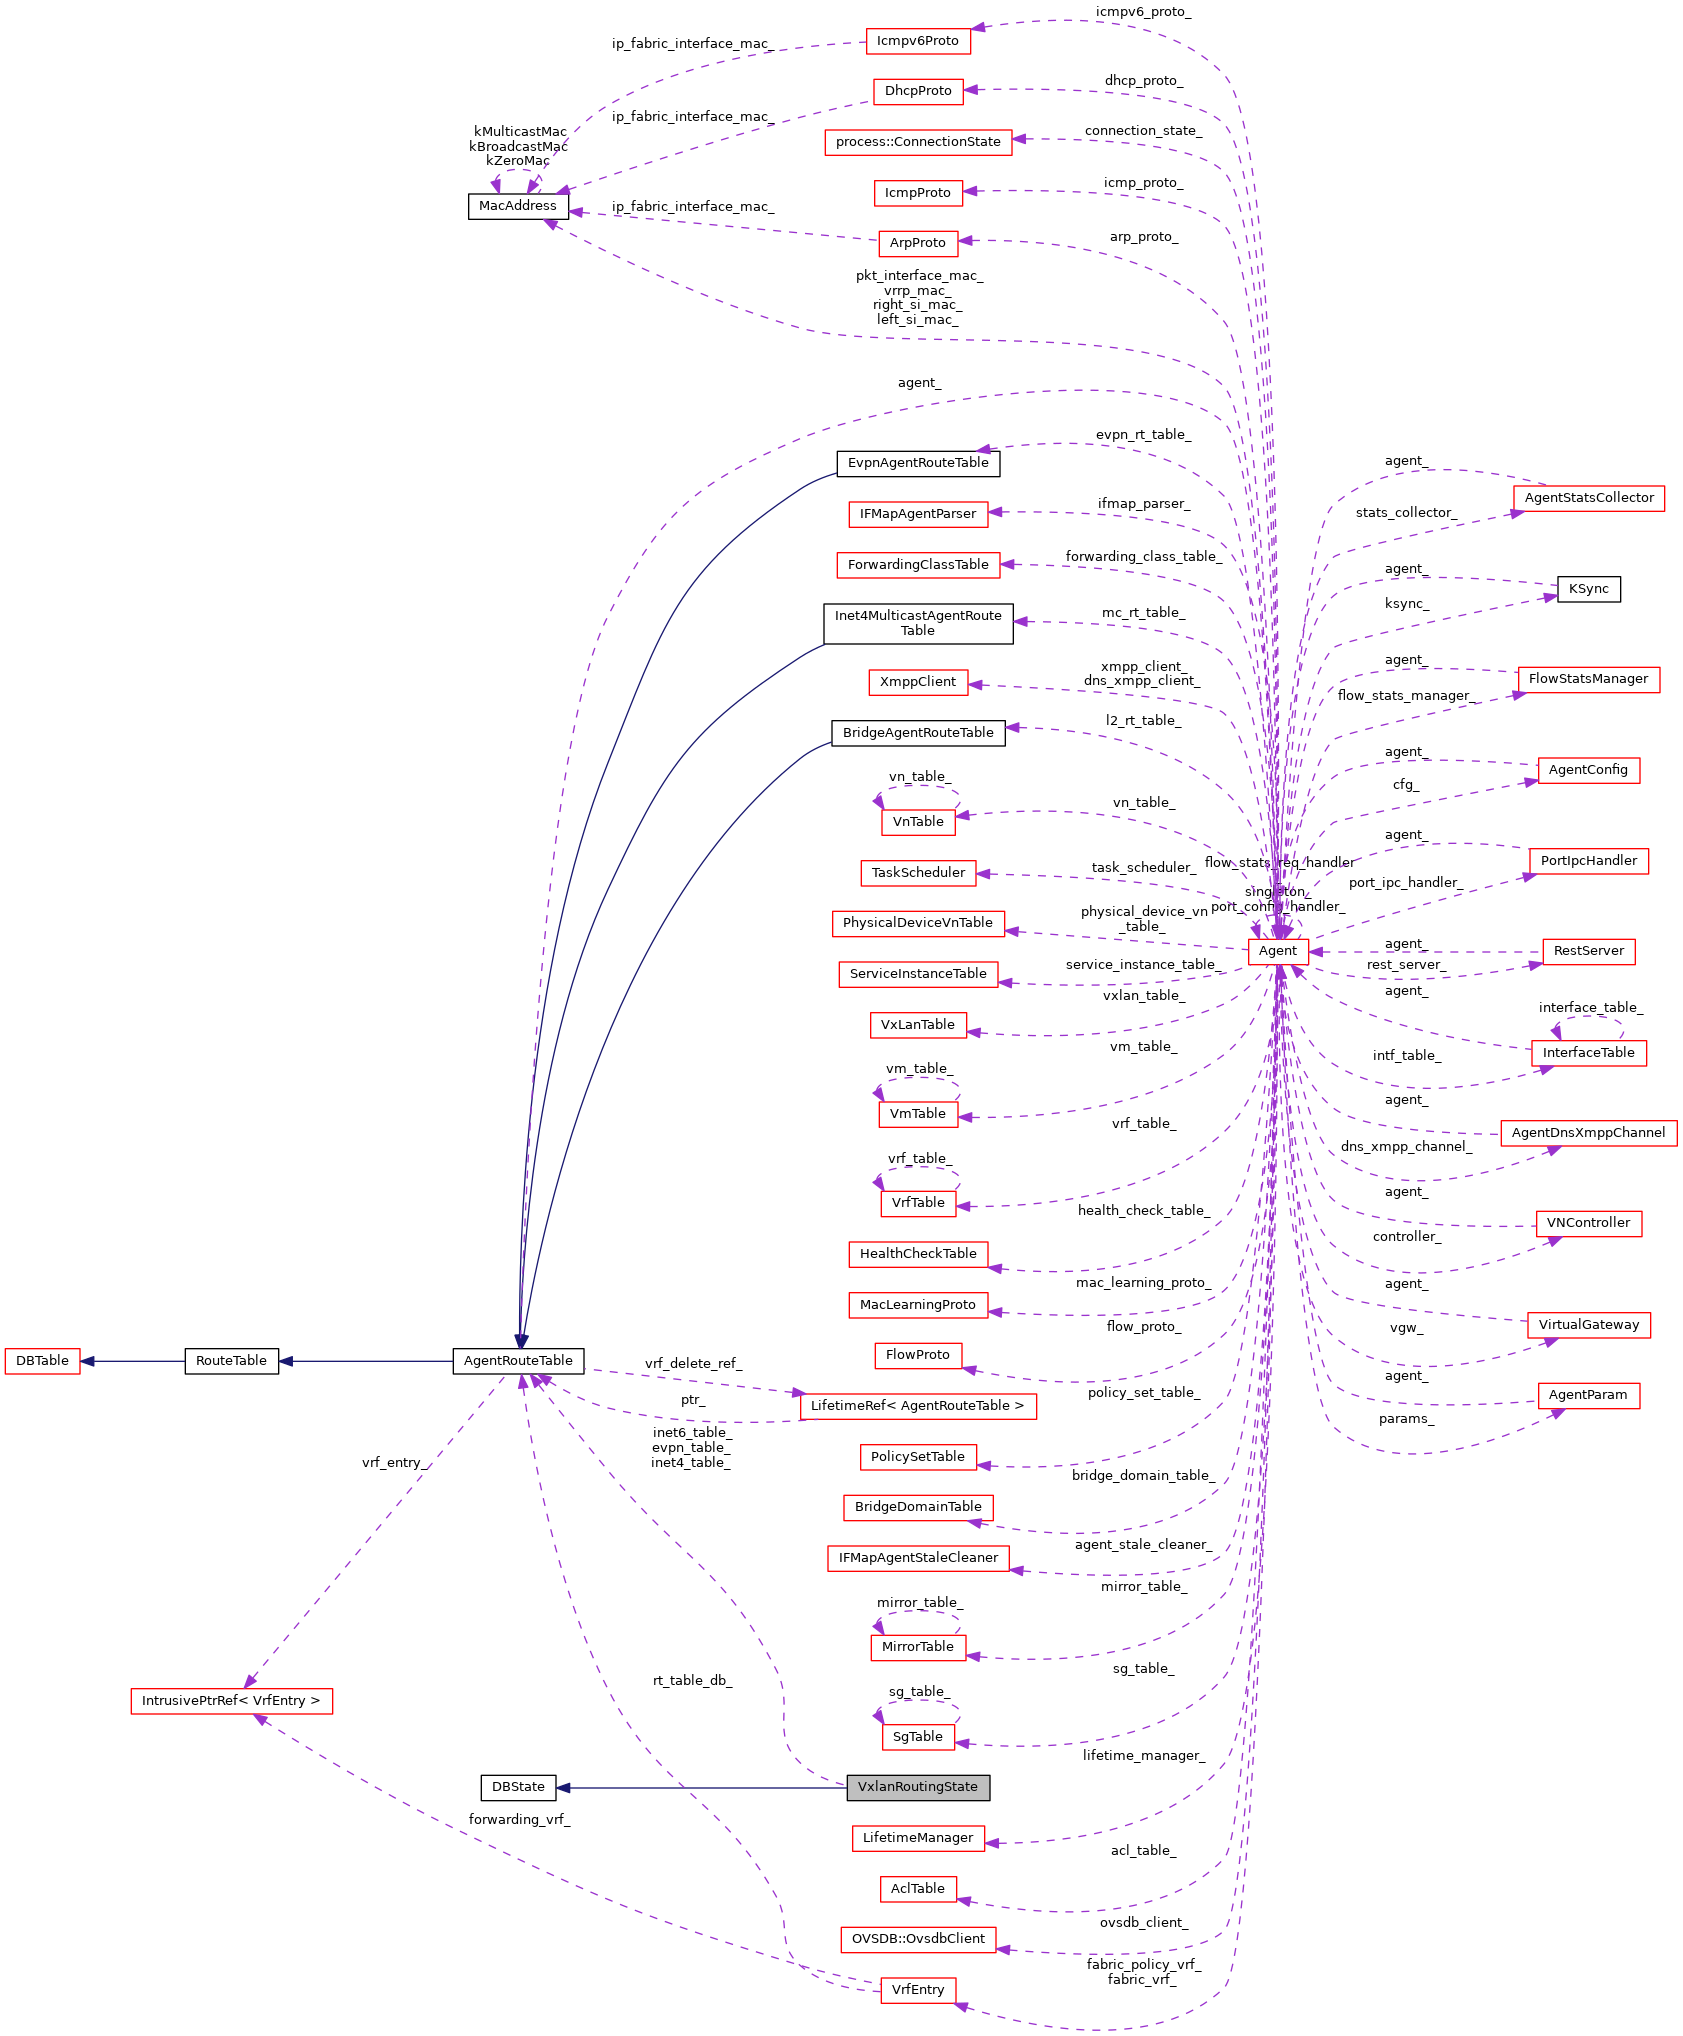 icmpv6_proto_
Icmpv6Proto
ip_fabric_interface_mac_
dhcp_proto_
DhcpProto
ip_fabric_interface_mac_
kMulticastMac
kBroadcastMac
kZeroMac
connection_state_
process::ConnectionState
MacAddress
icmp_proto_
IcmpProto
ip_fabric_interface_mac_
arp_proto_
ArpProto
pkt_interface_mac_
vrrp_mac_
right_si_mac_
left_si_mac_
agent_
evpn_rt_table_
EvpnAgentRouteTable
agent_
AgentStatsCollector
ifmap_parser_
IFMapAgentParser
stats_collector_
forwarding_class_table_
ForwardingClassTable
agent_
KSync
ksync_
mc_rt_table_
Inet4MulticastAgentRoute
Table
xmpp_client_
dns_xmpp_client_
XmppClient
agent_
FlowStatsManager
flow_stats_manager_
l2_rt_table_
BridgeAgentRouteTable
agent_
AgentConfig
cfg_
vn_table_
VnTable
vn_table_
agent_
PortIpcHandler
port_ipc_handler_
task_scheduler_
TaskScheduler
flow_stats_req_handler
_
singleton_
port_config_handler_
physical_device_vn
_table_
PhysicalDeviceVnTable
Agent
agent_
RestServer
rest_server_
service_instance_table_
ServiceInstanceTable
vxlan_table_
VxLanTable
agent_
interface_table_
InterfaceTable
intf_table_
vm_table_
vm_table_
VmTable
agent_
AgentDnsXmppChannel
dns_xmpp_channel_
vrf_table_
vrf_table_
VrfTable
agent_
VNController
controller_
health_check_table_
HealthCheckTable
mac_learning_proto_
MacLearningProto
agent_
VirtualGateway
vgw_
flow_proto_
FlowProto
DBTable
RouteTable
AgentRouteTable
vrf_delete_ref_
ptr_
LifetimeRef< AgentRouteTable >
agent_
AgentParam
params_
policy_set_table_
PolicySetTable
inet6_table_
evpn_table_
inet4_table_
vrf_entry_
bridge_domain_table_
BridgeDomainTable
agent_stale_cleaner_
IFMapAgentStaleCleaner
mirror_table_
mirror_table_
MirrorTable
sg_table_
sg_table_
SgTable
rt_table_db_
IntrusivePtrRef< VrfEntry >
lifetime_manager_
DBState
VxlanRoutingState
forwarding_vrf_
LifetimeManager
acl_table_
AclTable
ovsdb_client_
OVSDB::OvsdbClient
fabric_policy_vrf_
fabric_vrf_
VrfEntry